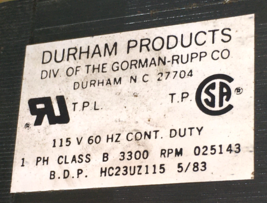 DURHAM PRODUCTS
DIV. OF THE GORMAN-RUPP CO
DURHAM N C 27704
T.P.L. T.P.
SA
115 V 60 HZ CONT. DUTY
1 PH CLASS B 3300 RPM 025143
B.D.P. HC23UZ115 5/83